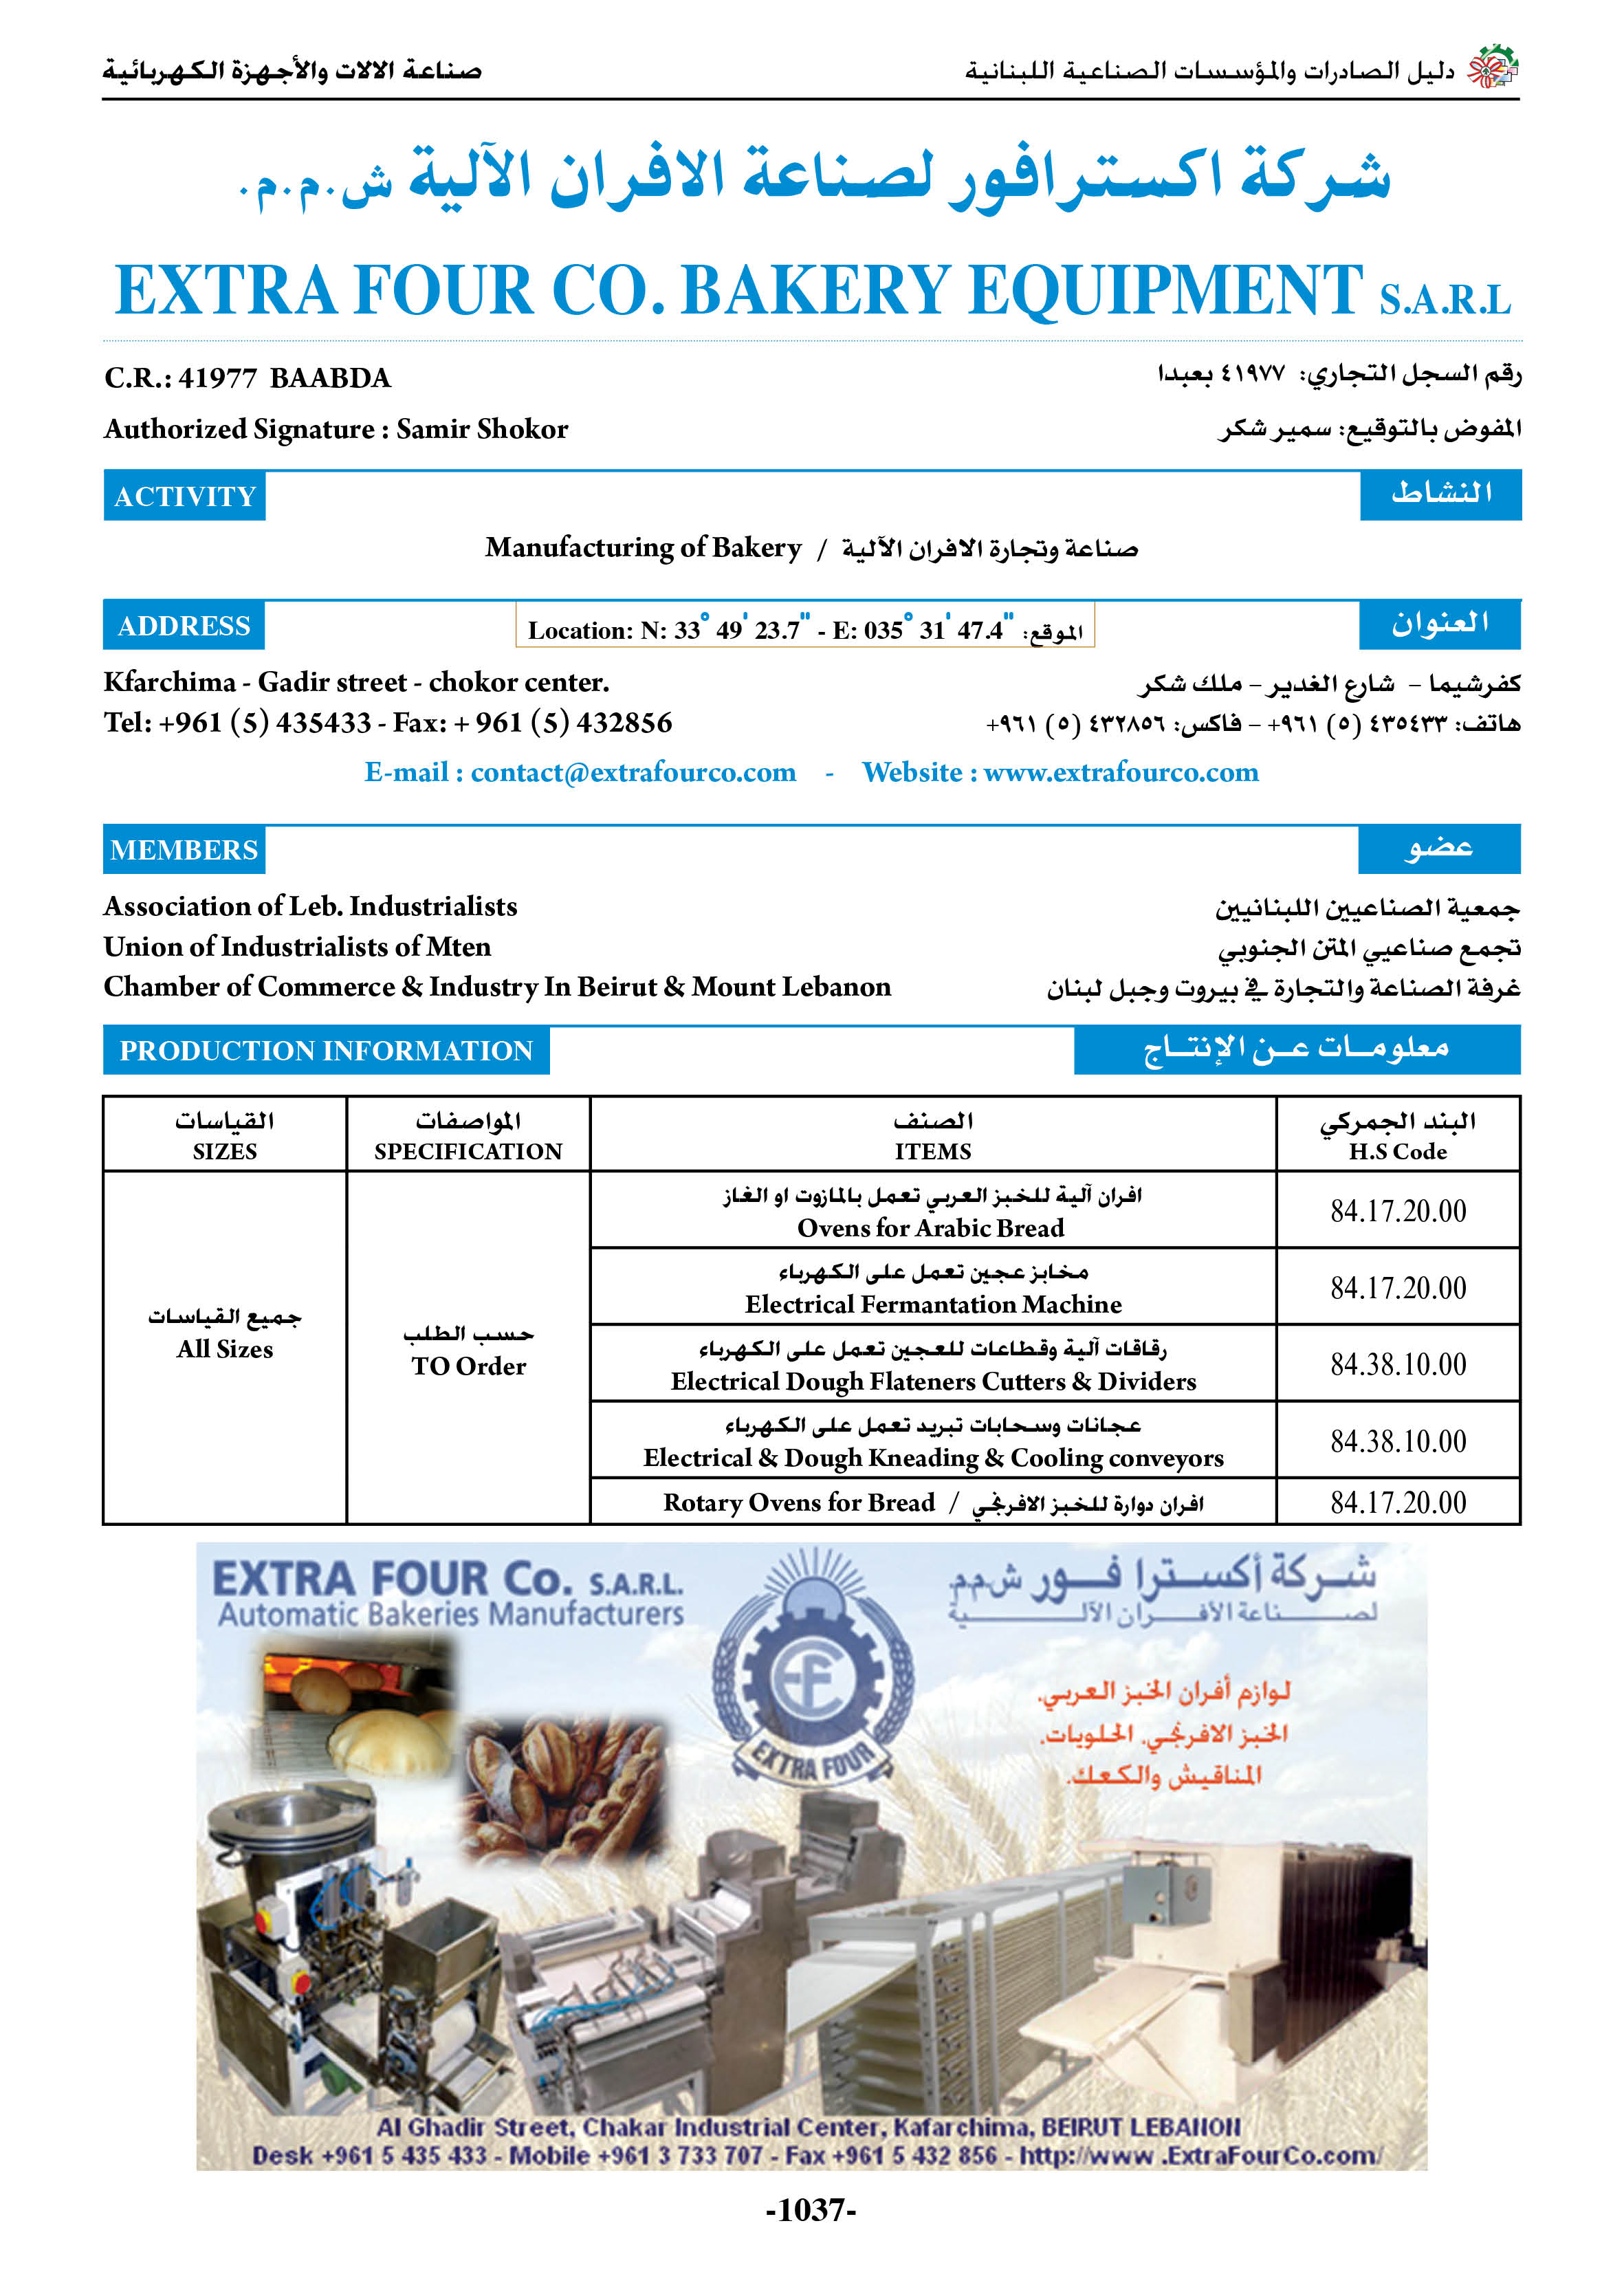 دليل الصادرات والمؤسسات الصناعية اللبنانية
صناعة الالات والأجهزة الكهربائية
شركة اكسترافور لصناعة الافران الآلية ش.م.م.
EXTRA FOUR CO. BAKERY EQUIPMENT S.A.R.L
C.R.: 41977 BAABDA
رقم السجل التجاري: ٤١٩٧٧ بعبدا
Authorized Signature : Samir Shokor
المفوض بالتوقيع: سمير شكر
ACTIVITY
النشاط
Manufacturing of Bakery / صناعة وتجارة الافران الآلية
ADDRESS
Location: N: 33° 49' 23.7" - E: 035° 31' 47.4" :الموقع
العنوان
Kfarchima - Gadir street - chokor center.
كفرشيما – شارع الغدير – ملك شكر
Tel: +961 (5) 435433 - Fax: + 961 (5) 432856
هاتف: ٤٣٥٤٣٣ (٥) ٩٦١+ – فاكس: ٤٣٢٨٥٦ (٥) ٩٦١+
E-mail : contact@extrafourco.com - Website : www.extrafourco.com
MEMBERS
عضو
Association of Leb. Industrialists
جمعية الصناعيين اللبنانيين
Union of Industrialists of Mten
تجمع صناعيي المتن الجنوبي
Chamber of Commerce & Industry In Beirut & Mount Lebanon
غرفة الصناعة والتجارة في بيروت وجبل لبنان
PRODUCTION INFORMATION
معلومات عن الإنتاج
القياسات
SIZES
المواصفات
SPECIFICATION
الصنف
ITEMS
البند الجمركي
H.S Code
جميع القياسات
All Sizes
حسب الطلب
TO Order
افران آلية للخبز العربي تعمل بالمازوت او الغاز
Ovens for Arabic Bread
84.17.20.00
مخابز عجين تعمل على الكهرباء
Electrical Fermantation Machine
84.17.20.00
رقاقات آلية وقطاعات للعجين تعمل على الكهرباء
Electrical Dough Flateners Cutters & Dividers
84.38.10.00
عجانات وسحابات تبريد تعمل على الكهرباء
Electrical & Dough Kneading & Cooling conveyors
84.38.10.00
Rotary Ovens for Bread / افران دوارة للخبز الافرنجي
84.17.20.00
EXTRA FOUR Co. S.A.R.L.
Automatic Bakeries Manufacturers
EF
EXTRA FOUR
شركة أكسترا فور ش.م.م
لصناعة الأفران الآلية
لوازم أفران الخبز العربي.
الخبز الافرنجي. الحلويات.
المناقيش والكعك.
Al Ghadir Street, Chakar Industrial Center, Kafarchima, BEIRUT LEBANON
Desk +961 5 435 433 - Mobile +961 3 733 707 - Fax +961 5 432 856 - http://www .ExtraFourCo.com/
-1037-